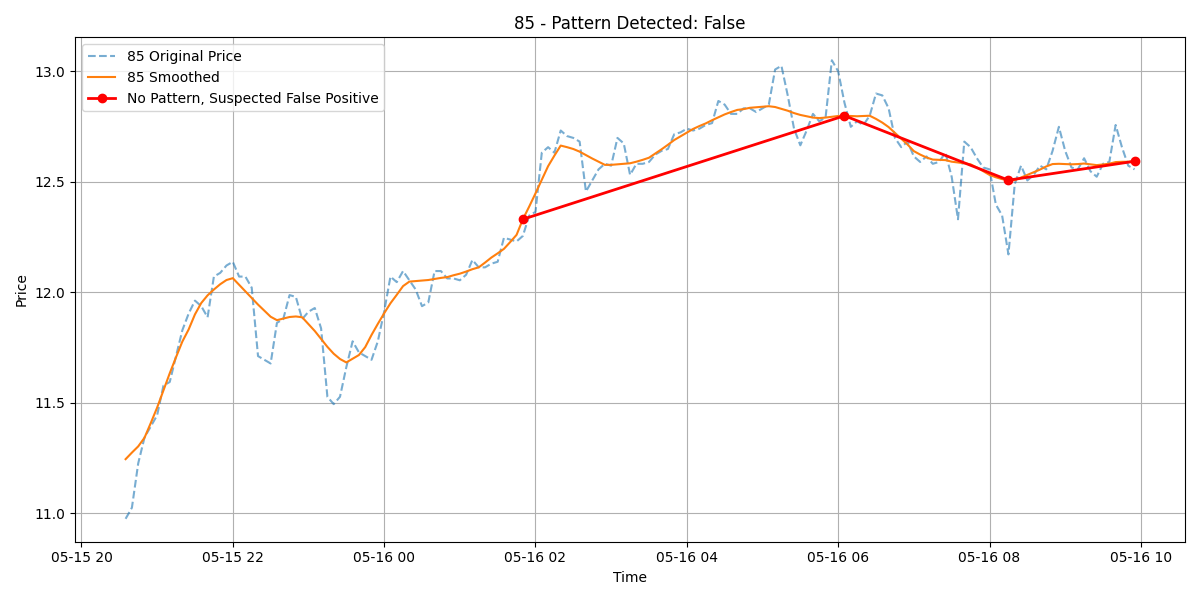 85 - Pattern Detected: False
85 Original Price
85 Smoothed
No Pattern, Suspected False Positive
Price
13.0
12.5
12.0
11.5
11.0
05-15 20 05-15 22 05-16 00 05-16 02 05-16 04 05-16 06 05-16 08 05-16 10
Time